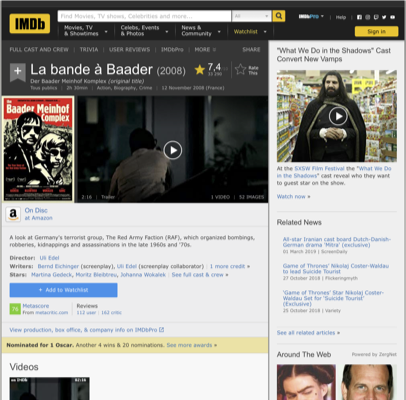 IMDb
Find Movies, TV shows, Celebrities and more...
All
IMDbPro
Help
Movies, TV & Showtimes
Celebs, Events & Photos
News & Community
Watchlist
Sign in
FULL CAST AND CREW | TRIVIA | USER REVIEWS | IMDbPro | MORE
SHARE
La bande à Baader (2008)
Der Baader Meinhof Komplex (original title)
Tous publics | 2h 30min | Action, Biography, Crime | 12 November 2008 (France)
7,4
Rate This
Baader Meinhof Complex
2:16 | Trailer
1 VIDEO | 52 IMAGES
On Disc
at Amazon
A look at Germany's terrorist group, The Red Army Faction (RAF), which organized bombings,
robberies, kidnappings and assassinations in the late 1960s and '70s.
Director: Uli Edel
Writers: Bernd Eichinger (screenplay), Uli Edel (screenplay collaborator) | 1 more credit »
Stars: Martina Gedeck, Moritz Bleibtreu, Johanna Wokalek | See full cast & crew »
+ Add to Watchlist
Metascore
From metacritic.com
Reviews
112 user | 162 critic
View production, box office, & company info on IMDbPro
Nominated for 1 Oscar. Another 4 wins & 20 nominations. See more awards »
Videos
"What We Do in the Shadows" Cast
Convert New Vamps
At the SXSW Film Festival the "What We Do
in the Shadows" cast reveal who they want
to guest star on the show.
Watch now »
Related News
All-star Iranian cast board Dutch-Danish-
German drama 'Mitra' (exclusive)
01 March 2019 | ScreenDaily
'Game of Thrones' Nikolaj Coster-Waldau
to lead Suicide Tourist
27 October 2018 | Flickeringmyth
'Game of Thrones' Star Nikolaj Coster-
Waldau Set for 'Suicide Tourist'
(Exclusive)
25 October 2018 | Variety
See all related articles »
Around The Web
Powered by ZergNet